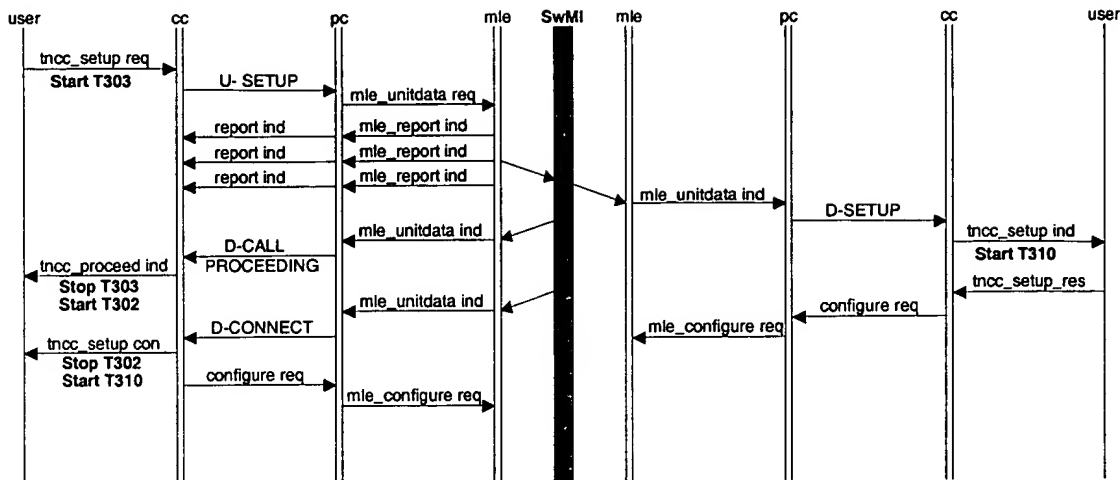 user cc pc mle SwMI mle pc cc user
tncc_setup req
Start T303
U- SETUP
mle_unitdata req
report ind
mle_report ind
report ind
mle_report ind
report ind
mle_report ind
mle_unitdata ind
D-SETUP
tncc_setup ind
Start T310
mle_unitdata ind
D-CALL
PROCEEDING
tncc_proceed ind
Stop T303
Start T302
tncc_setup_res
mle_unitdata ind
configure req
D-CONNECT
mle_configure req
tncc_setup con
Stop T302
Start T310
configure req
mle_configure req